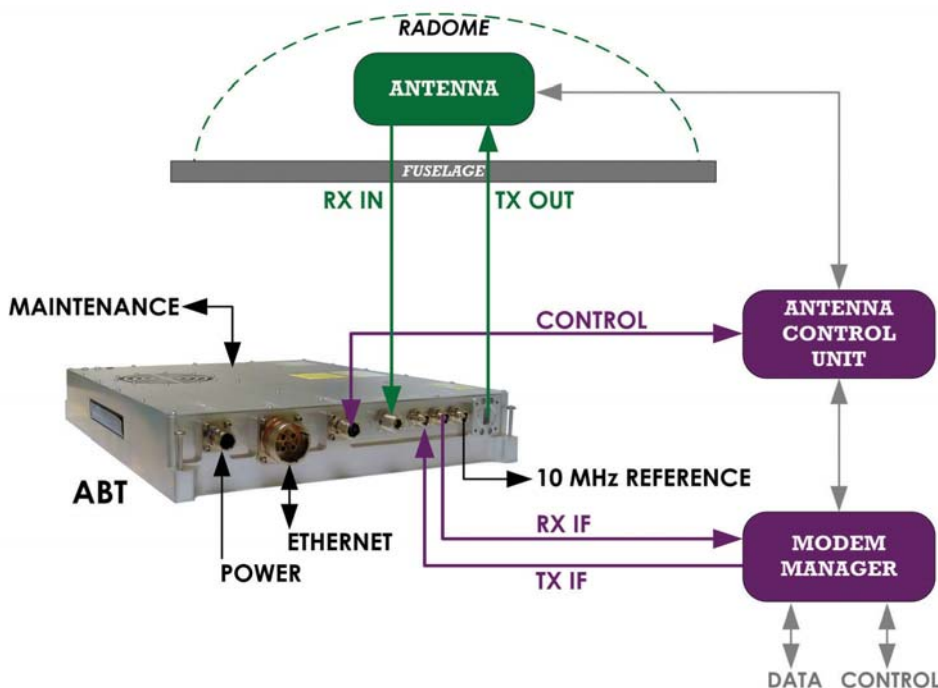 RADOME
ANTENNA
FUSELAGE
RX IN
TX OUT
MAINTENANCE
CONTROL
ANTENNA
CONTROL
UNIT
ABT
10 MHz REFERENCE
ETHERNET
POWER
RX IF
TX IF
MODEM
MANAGER
DATA
CONTROL